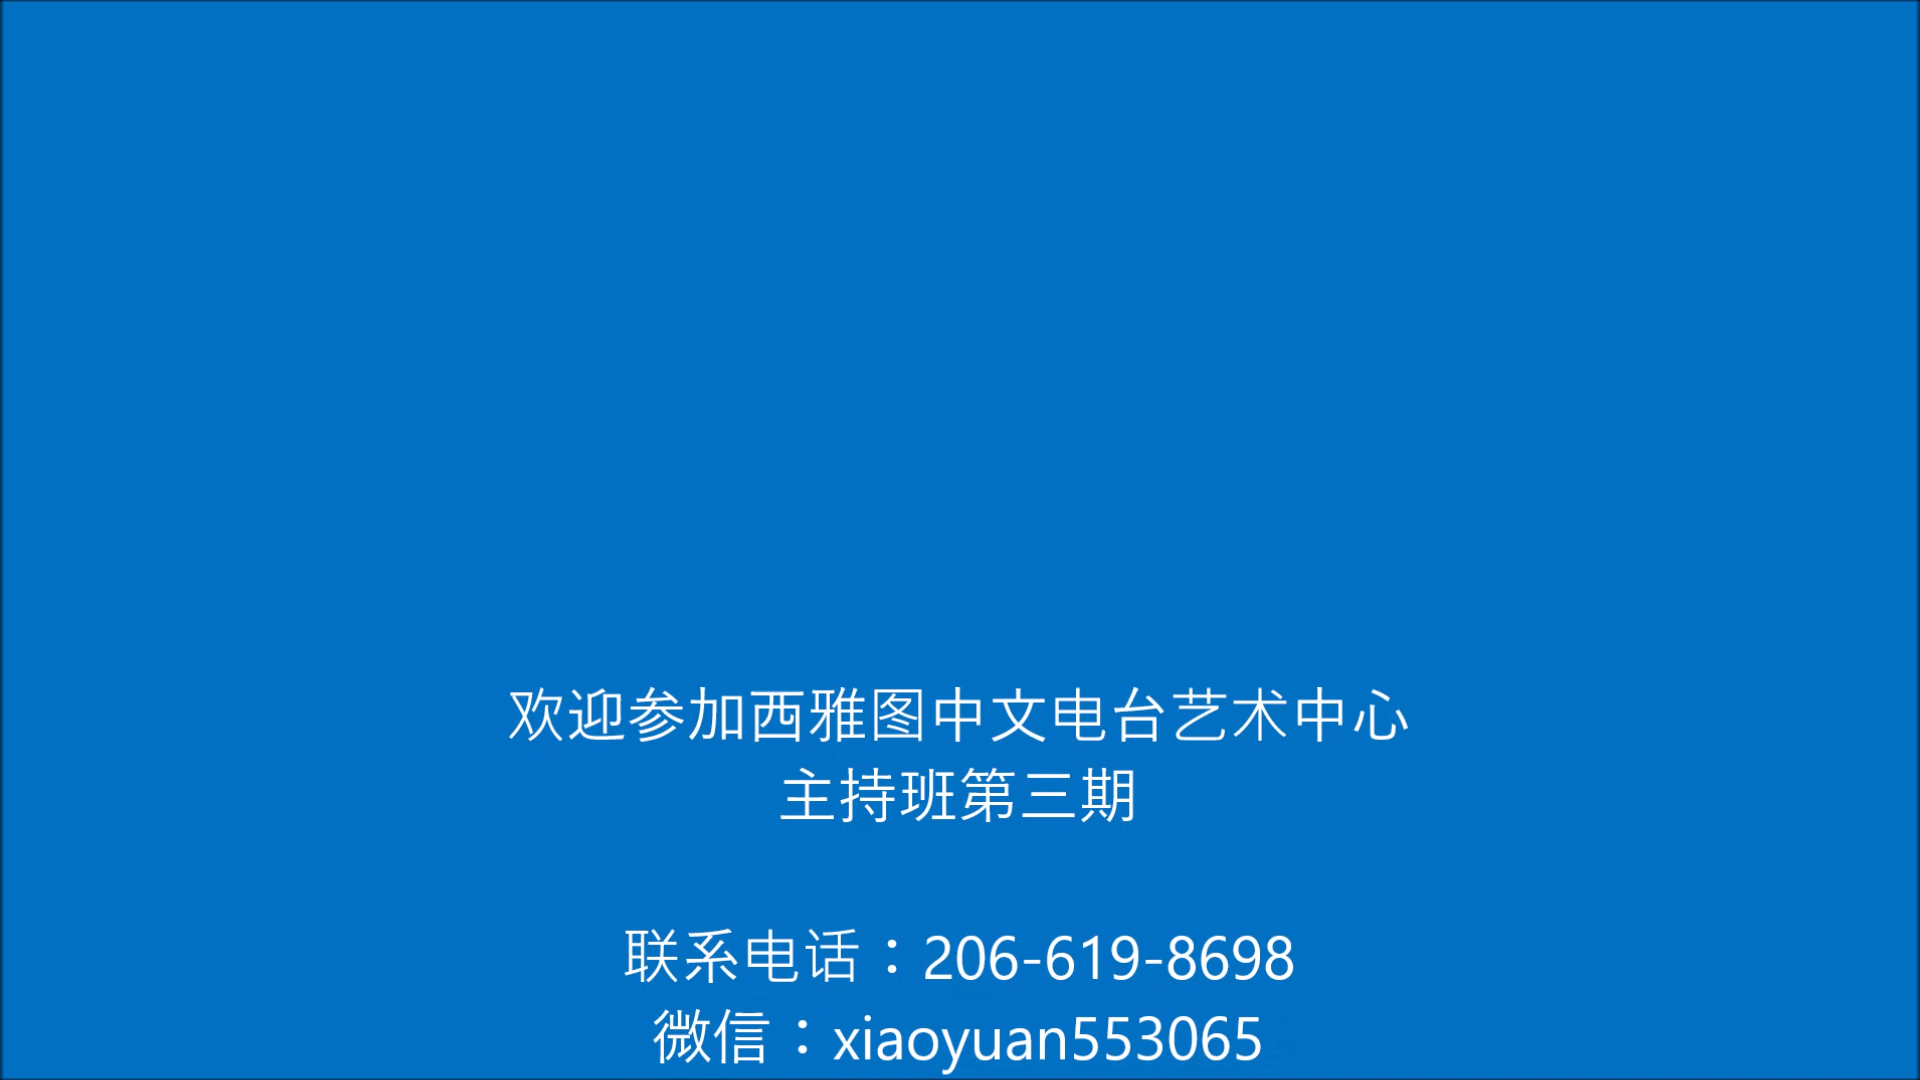 欢迎参加西雅图中文电台艺术中心
主持班第三期
联系电话：206-619-8698
微信：xiaoyuan553065